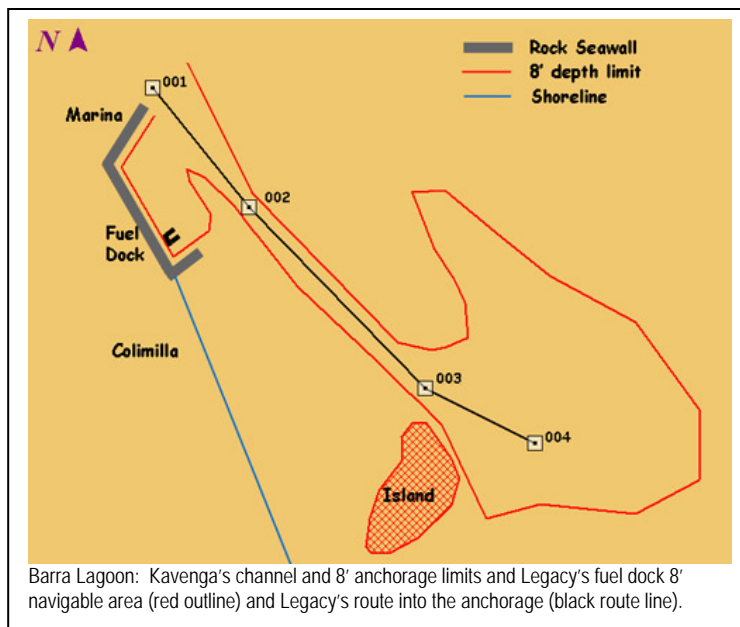 N
Rock Seawall
8' depth limit
Shoreline
001
Marina
002
Fuel
Dock
Colimilla
003
004
Island
Barra Lagoon: Kavenga's channel and 8' anchorage limits and Legacy's fuel dock 8'
navigable area (red outline) and Legacy's route into the anchorage (black route line).